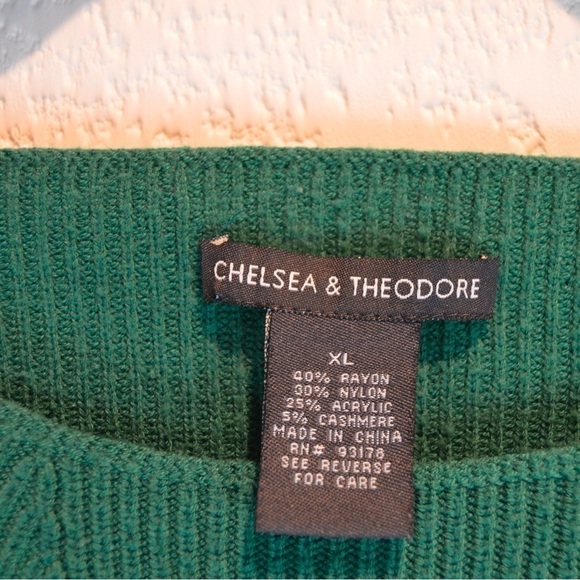 CHELSEA & THEODORE
XL
40% RAYON
30% NYLON
25% ACRYLIC
5% CASHMERE
MADE IN CHINA
RN# 93178
SEE REVERSE
FOR CARE